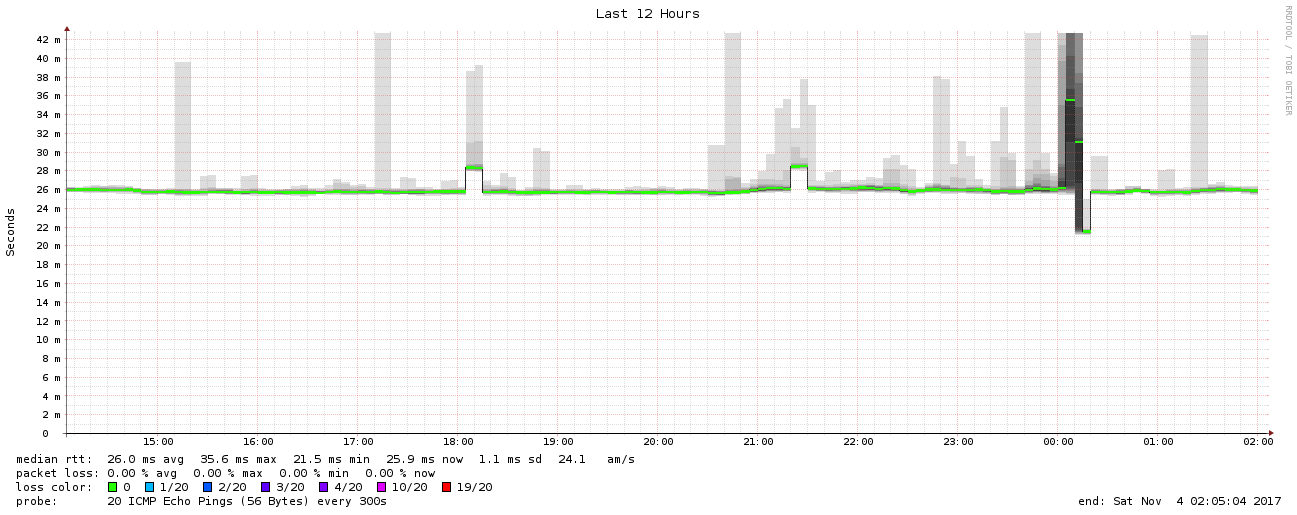 Last 12 Hours
RRDTOOL / TOBI OETIKER
Seconds
42 m
40 m
38 m
36 m
34 m
32 m
30 m
28 m
26 m
24 m
22 m
20 m
18 m
16 m
14 m
12 m
10 m
8 m
6 m
4 m
2 m
0
15:00 16:00 17:00 18:00 19:00 20:00 21:00 22:00 23:00 00:00 01:00 02:00
median rtt: 26.0 ms avg 35.6 ms max 21.5 ms min 25.9 ms now 1.1 ms sd 24.1 am/s
packet loss: 0.00 % avg 0.00 % max 0.00 % min 0.00 % now
loss color: 0 1/20 2/20 3/20 4/20 10/20 19/20
probe: 20 ICMP Echo Pings (56 Bytes) every 300s end: Sat Nov 4 02:05:04 2017